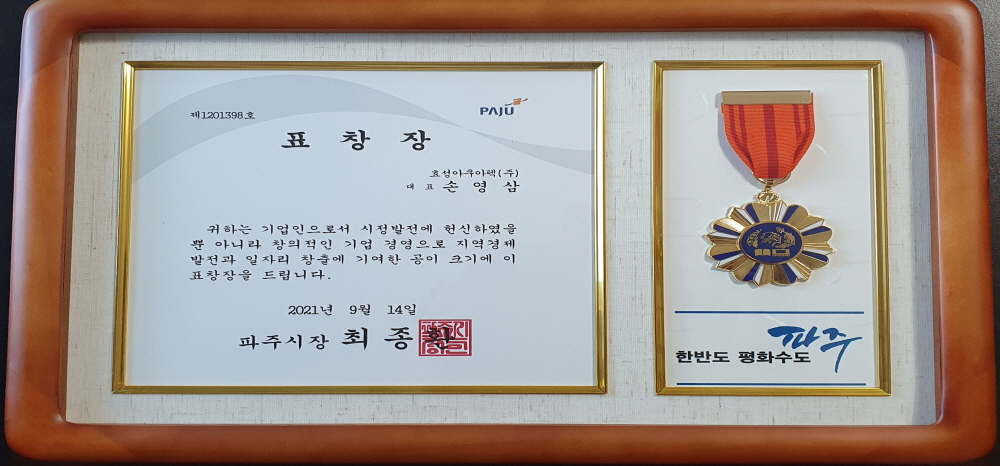 제1201398호
PAJU
표 창 장
효성아쿠아텍(주)
대 표 손 영 삼
귀하는 기업인으로서 시정발전에 헌신하였을
뿐 아니라 창의적인 기업 경영으로 지역경제
발전과 일자리 창출에 기여한 공이 크기에 이
표창장을 드립니다.
2021년 9월 14일
파주시장 최 종 환
한반도 평화수도 파주